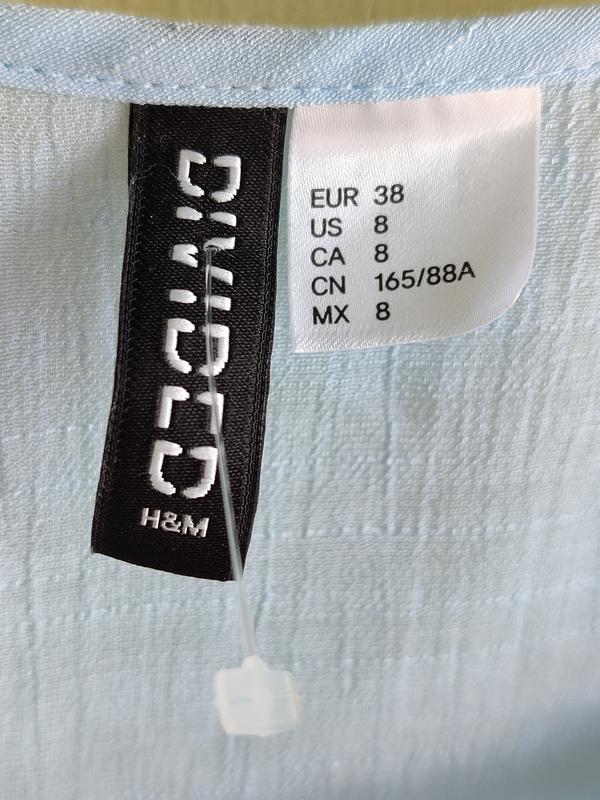 DIVIDED
H&M
EUR 38
US 8
CA 8
CN 165/88A
MX 8